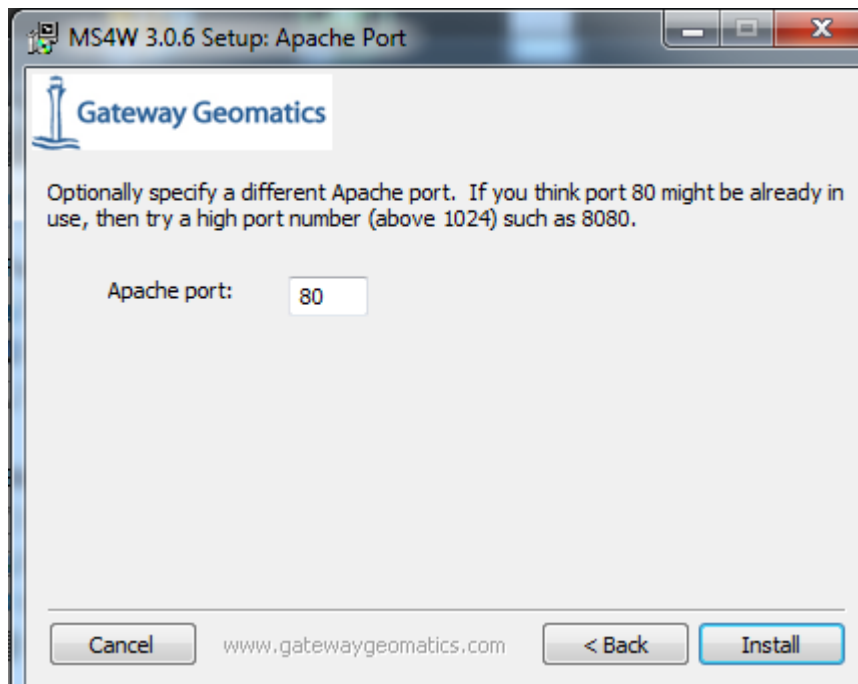 MS4W 3.0.6 Setup: Apache Port
Gateway Geomatics
Optionally specify a different Apache port. If you think port 80 might be already in
use, then try a high port number (above 1024) such as 8080.
Apache port: 80
Cancel www.gatewaygeomatics.com < Back Install